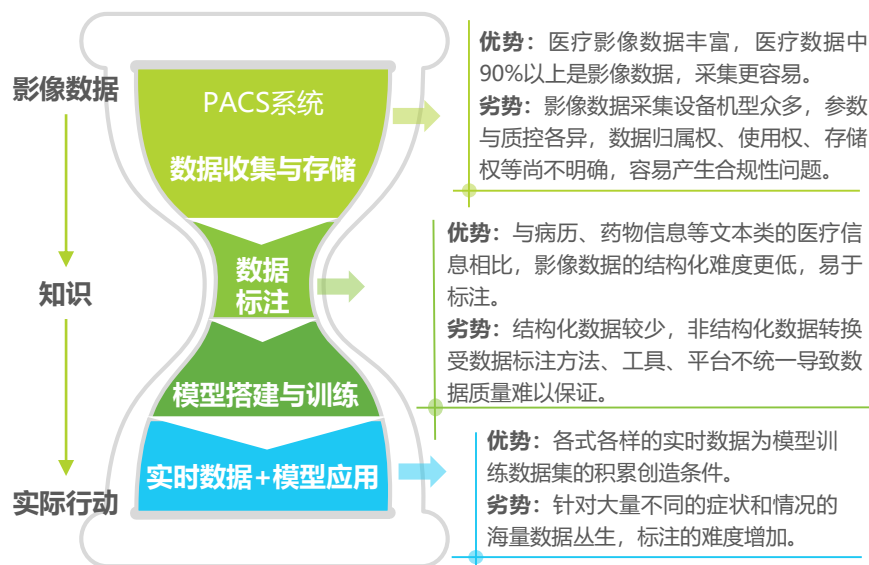 影像数据
知识
实际行动
PACS系统
数据收集与存储
数据
标注
模型搭建与训练
实时数据+模型应用
优势：医疗影像数据丰富，医疗数据中
90%以上是影像数据，采集更容易。
劣势：影像数据采集设备机型众多，参数
与质控各异，数据归属权、使用权、存储
权等尚不明确，容易产生合规性问题。
优势：与病历、药物信息等文本类的医疗信
息相比，影像数据的结构化难度更低，易于
标注。
劣势：结构化数据较少，非结构化数据转换
受数据标注方法、工具、平台不统一导致数
据质量难以保证。
优势：各式各样的实时数据为模型训
练数据集的积累创造条件。
劣势：针对大量不同的症状和情况的
海量数据丛生，标注的难度增加。